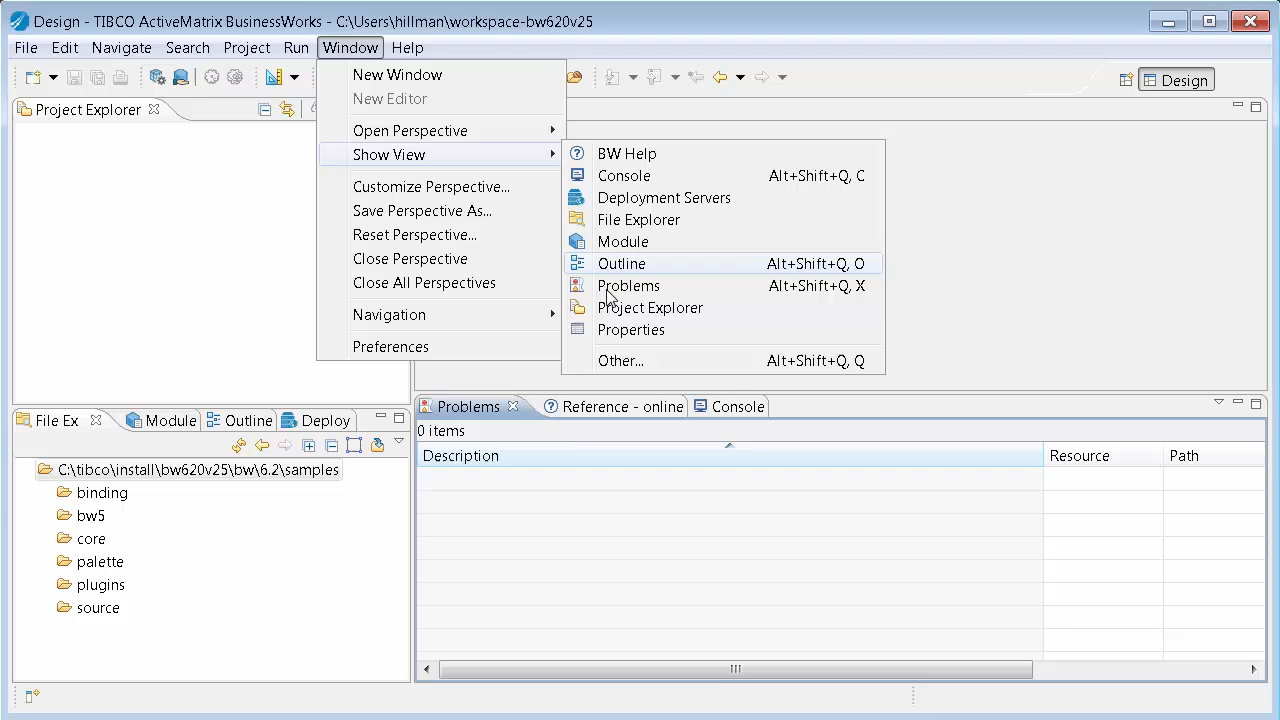 Design - TIBCO ActiveMatrix BusinessWorks - C:\Users\hillman\workspace-bw620v25
File Edit Navigate Search Project Run Window Help
Design
Project Explorer
New Window
New Editor
Open Perspective
Show View
Customize Perspective...
Save Perspective As...
Reset Perspective...
Close Perspective
Close All Perspectives
Navigation
Preferences
BW Help
Console Alt+Shift+Q, C
Deployment Servers
File Explorer
Module
Outline Alt+Shift+Q, O
Problems Alt+Shift+Q, X
Project Explorer
Properties
Other... Alt+Shift+Q, Q
File Ex Module Outline Deploy
C:\tibco\install\bw620v25\bw\6.2\samples
binding
bw5
core
palette
plugins
source
Problems Reference - online Console
0 items
Description Resource Path